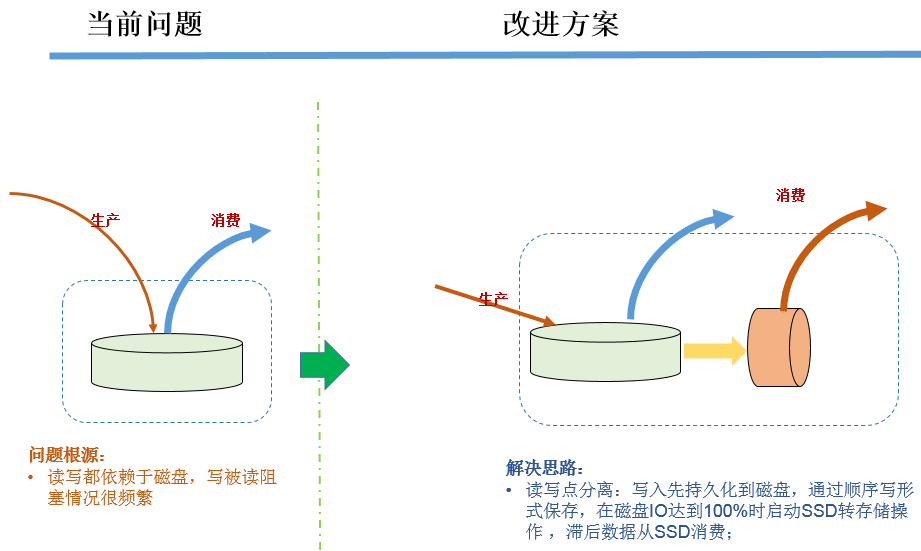 当前问题
改进方案
生产
消费
消费
生产
问题根源：
• 读写都依赖于磁盘，写被读阻
塞情况很频繁
解决思路：
• 读写点分离：写入先持久化到磁盘，通过顺序写形
式保存，在磁盘IO达到100%时启动SSD转存储操
作 ，滞后数据从SSD消费；